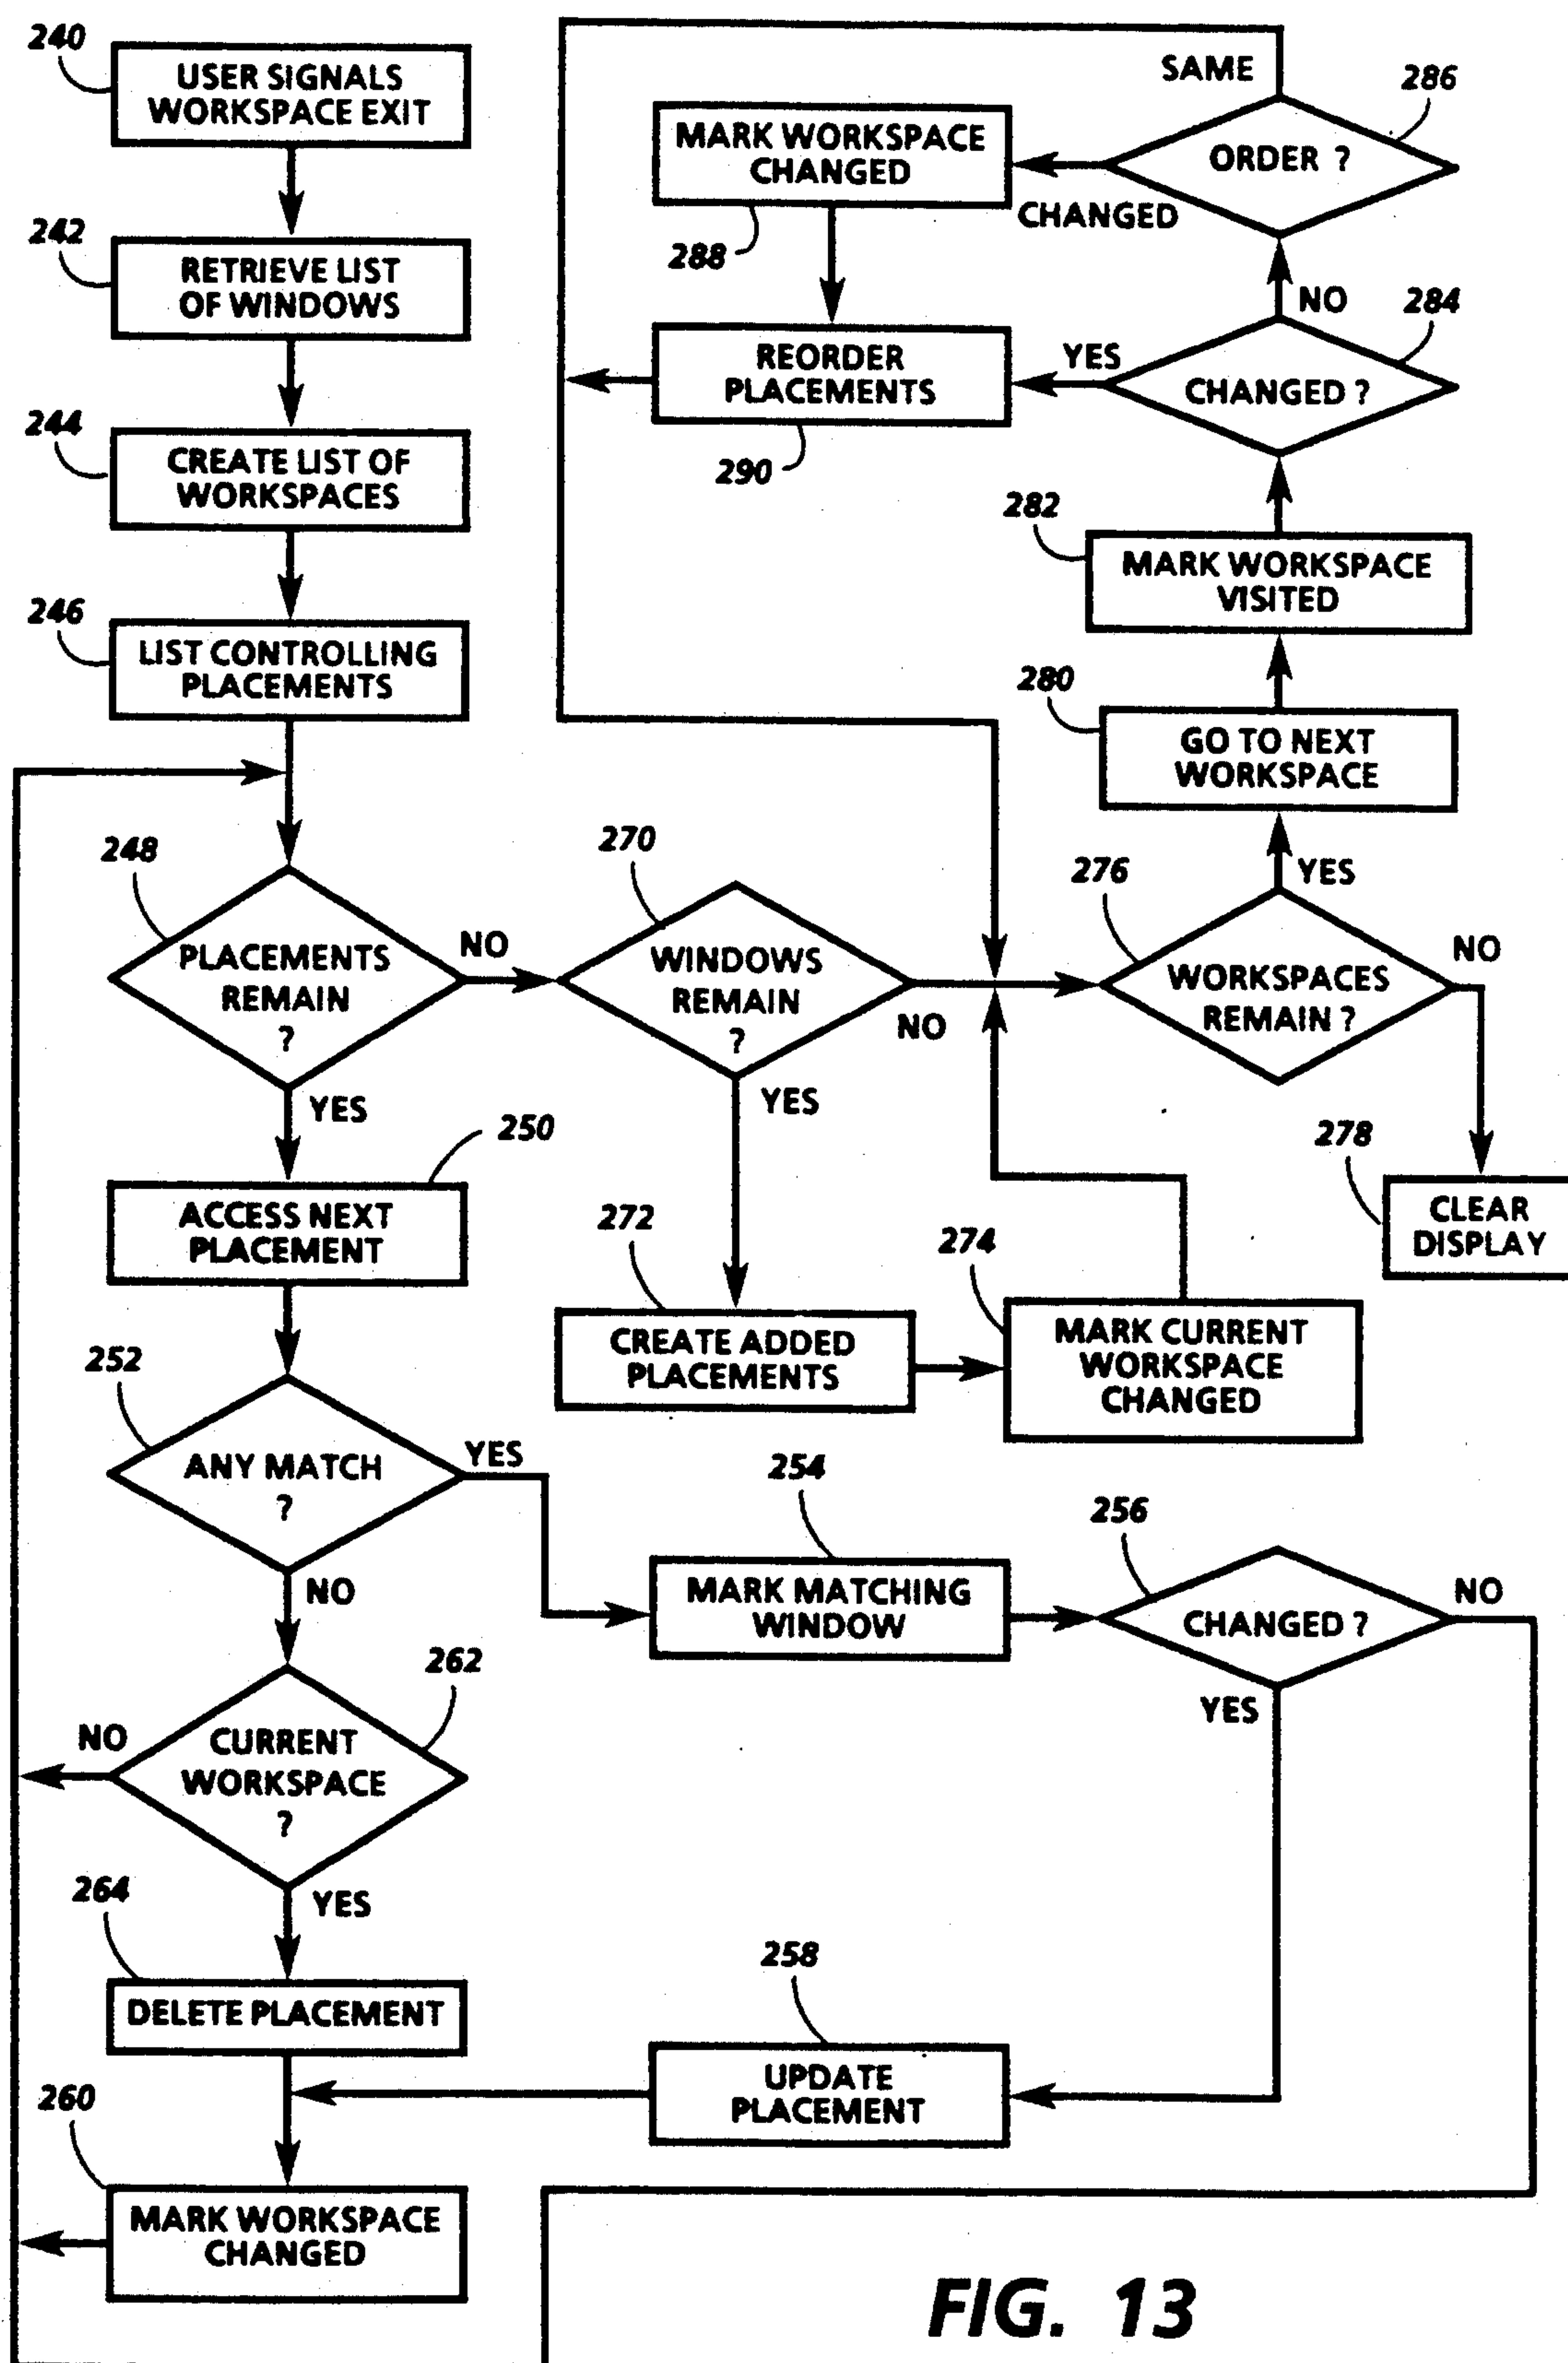 240
USER SIGNALS
WORKSPACE EXIT
242
RETRIEVE LIST
OF WINDOWS
244
CREATE LIST OF
WORKSPACES
246
LIST CONTROLLING
PLACEMENTS
248
PLACEMENTS
REMAIN
?
NO
YES
250
ACCESS NEXT
PLACEMENT
252
ANY MATCH
?
YES
NO
254
MARK MATCHING
WINDOW
256
CHANGED ?
NO
YES
258
UPDATE
PLACEMENT
262
CURRENT
WORKSPACE
?
NO
YES
264
DELETE PLACEMENT
260
MARK WORKSPACE
CHANGED
270
WINDOWS
REMAIN
?
NO
YES
272
CREATE ADDED
PLACEMENTS
274
MARK CURRENT
WORKSPACE
CHANGED
276
WORKSPACES
REMAIN ?
NO
YES
278
CLEAR
DISPLAY
280
GO TO NEXT
WORKSPACE
282
MARK WORKSPACE
VISITED
284
CHANGED ?
YES
NO
286
ORDER ?
SAME
CHANGED
288
MARK WORKSPACE
CHANGED
290
REORDER
PLACEMENTS
FIG. 13